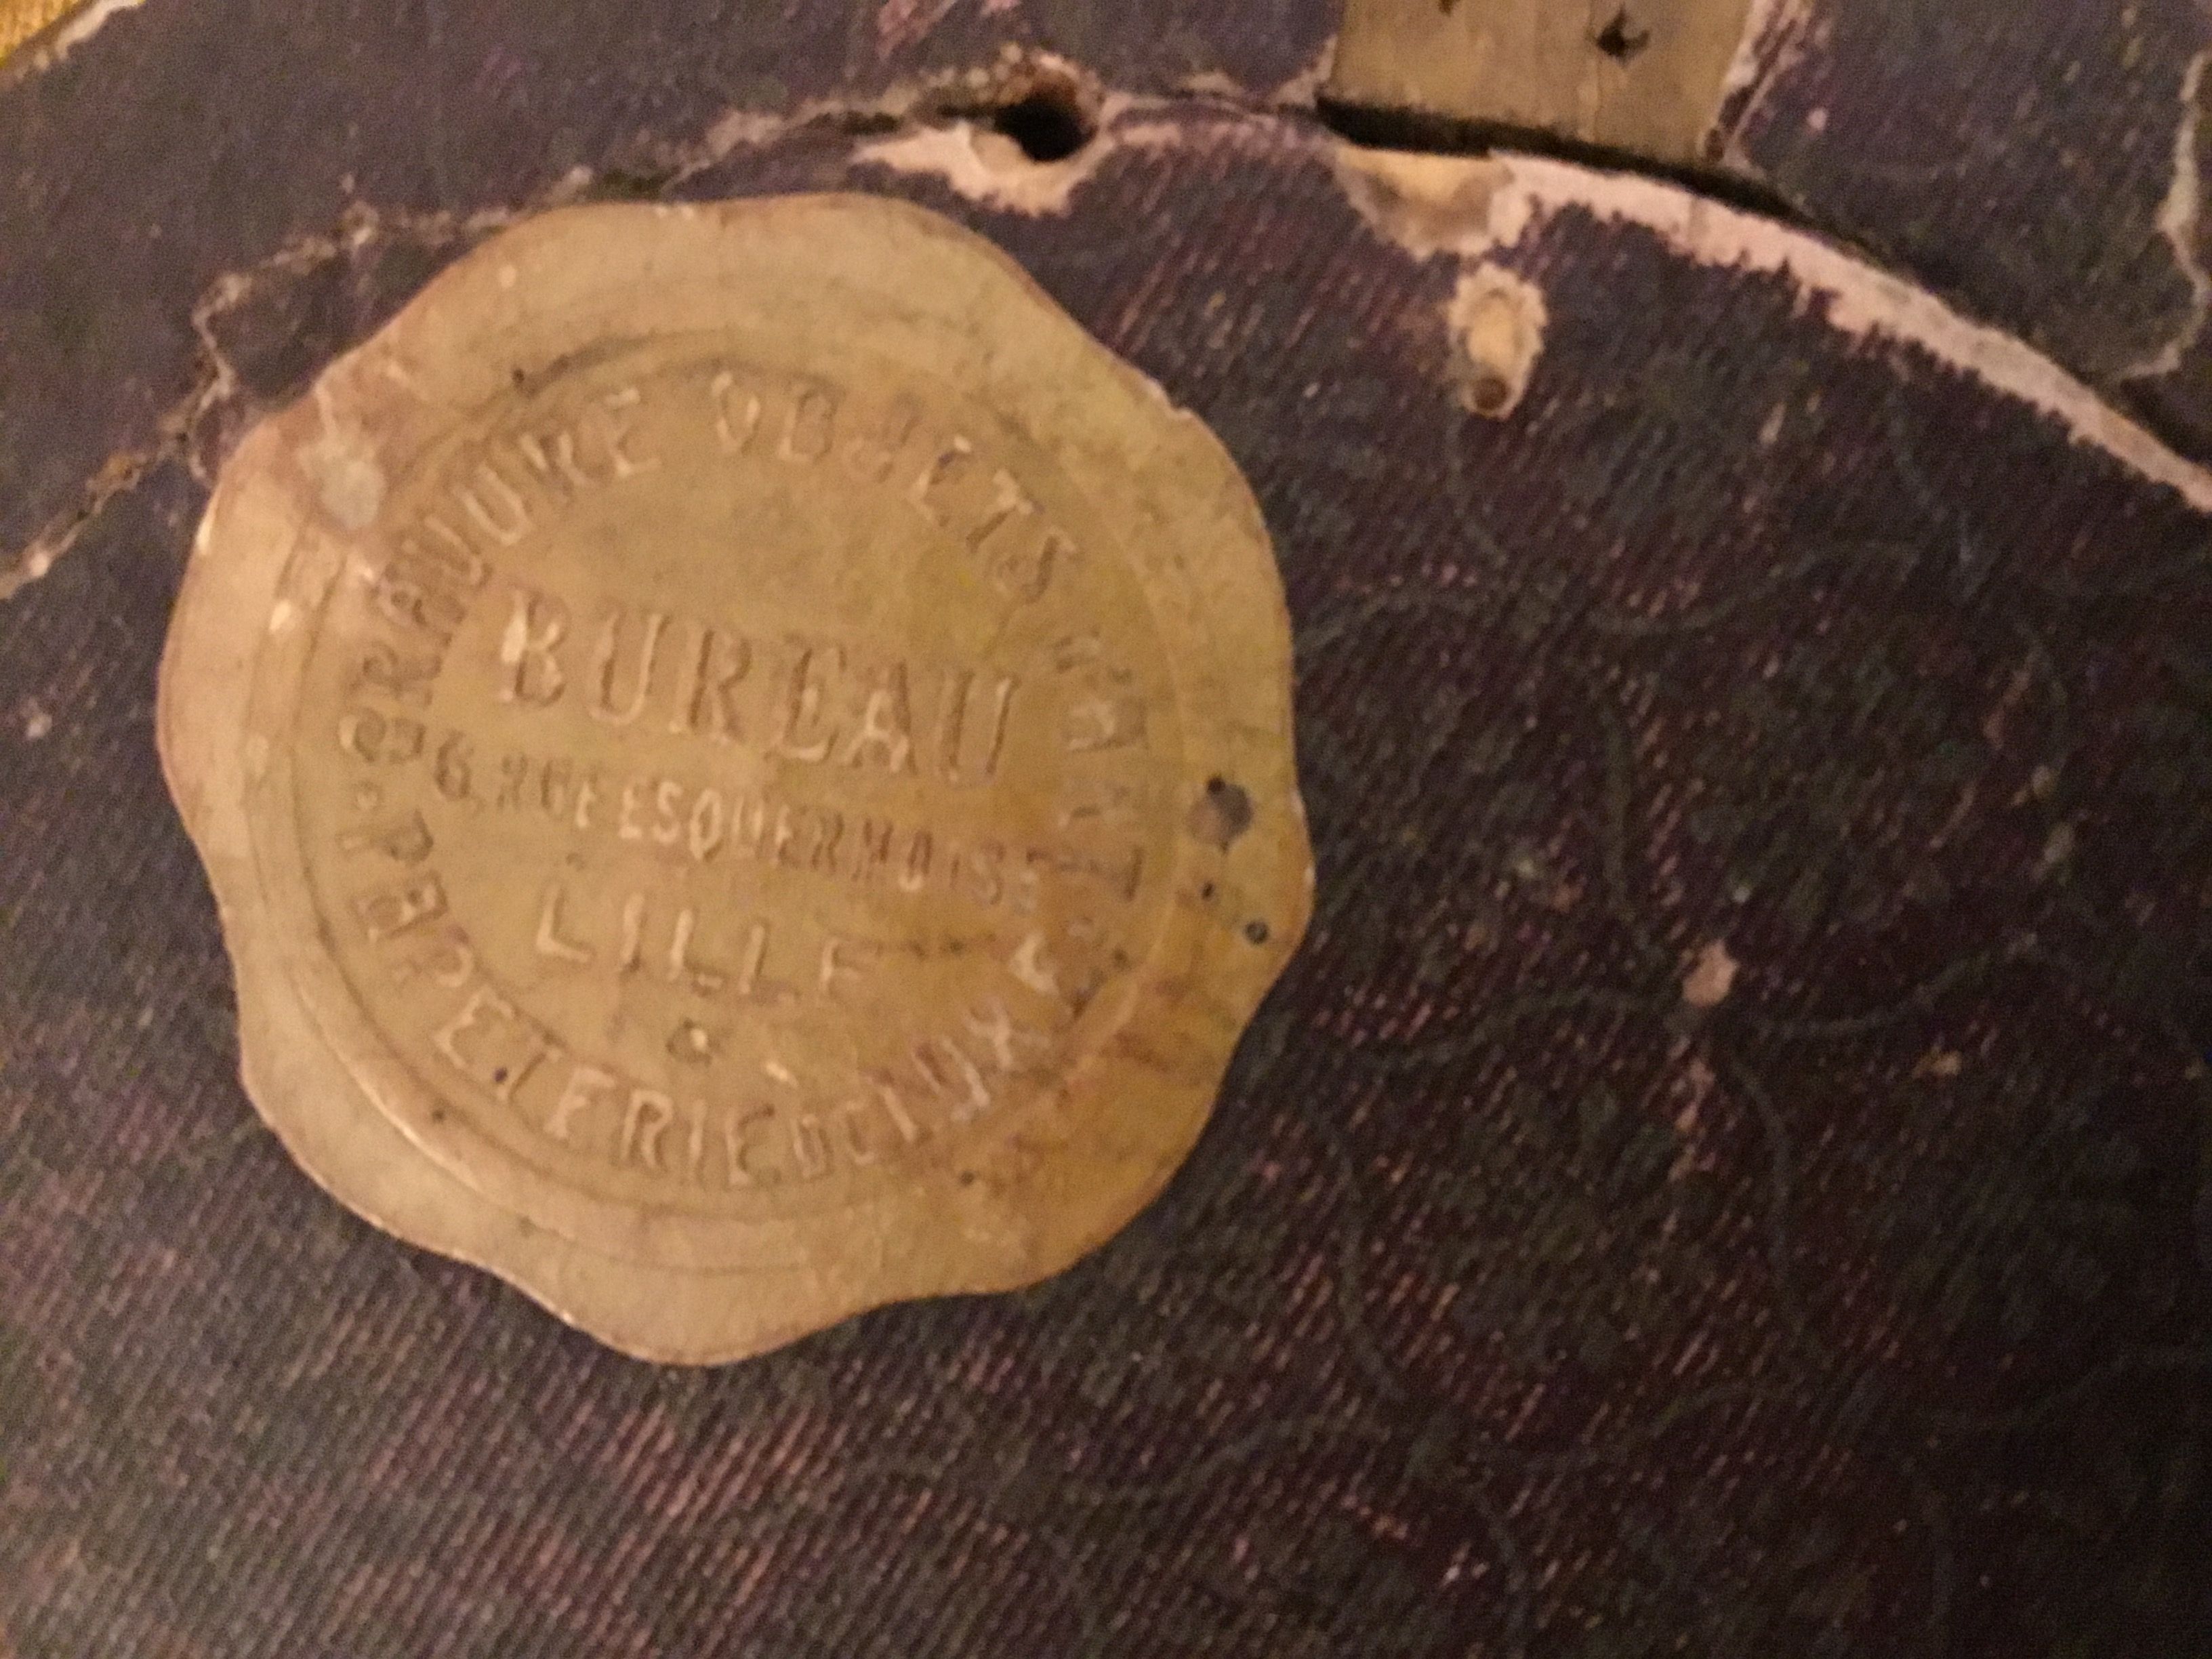 GRAVURE OBJETS
BUREAU
6, RUE ESQUERMOISE
LILLE
PAPETERIE DE LUXE